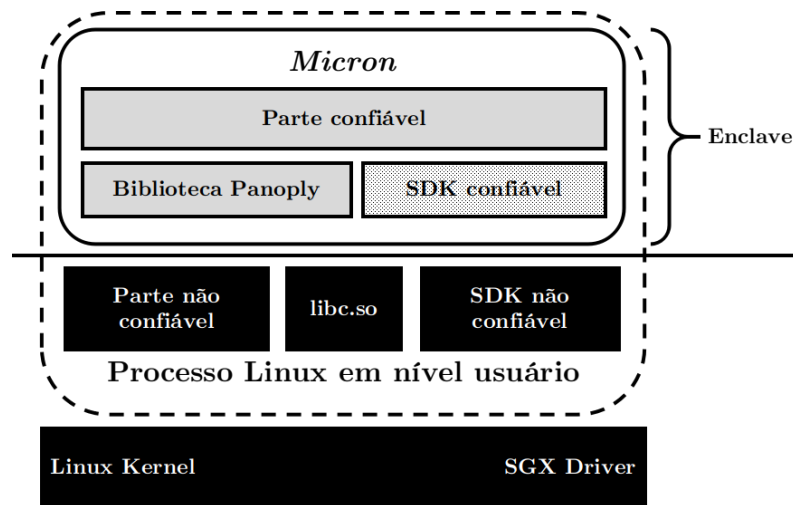 Micron
Parte confiável
Enclave
Biblioteca Panoply
SDK confiável
Parte não
confiável
libc.so
SDK não
confiável
Processo Linux em nível usuário
Linux Kernel
SGX Driver